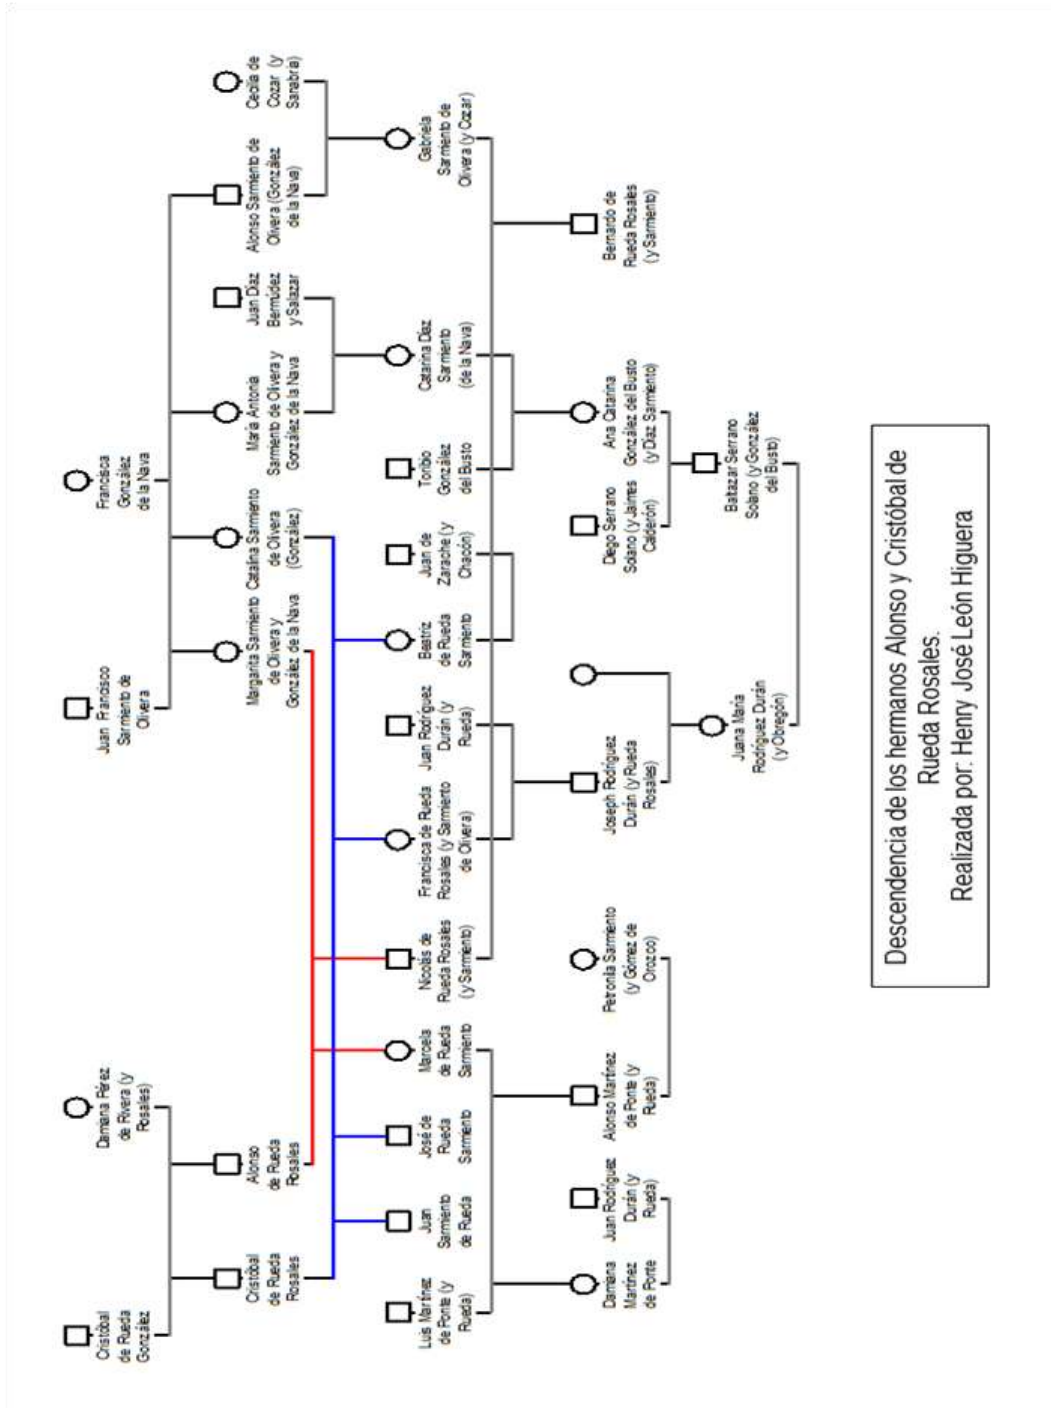 Cristóbal
de Rueda
González
Damiana Pérez
de Rivera (y
Rosales)
Juan Francisco
Sarmiento de
Olivera
Francisca
González
de la Nava
Cristóbal
de Rueda
Rosales
Alonso
de Rueda
Rosales
Margarita Sarmiento
de Olivera y
González de la Nava
Catalina Sarmiento
de Olivera
(González)
María Antonia
Sarmiento de Olivera y
González de la Nava
Juan Díaz
Bermúdez
y Salazar
Alonso Sarmiento de
Olivera (González
de la Nava)
Cecilia de
Cozar (y
Sanabria)
Luis Martínez
de Ponte (y
Rueda)
Juan
Sarmiento
de Rueda
José de
Rueda
Sarmiento
Marcela
de Rueda
Sarmiento
Nicolás de
Rueda Rosales
(y Sarmiento)
Francisca de Rueda
Rosales (y Sarmiento
de Olivera)
Juan Rodríguez
Durán (y
Rueda)
Beatriz
de Rueda
Sarmiento
Juan de
Zarache (y
Chacón)
Toribio
González
del Busto
Catarina Díaz
Sarmiento
(de la Nava)
Gabriela
Sarmiento de
Olivera (y Cozar)
Damiana
Martínez
de Ponte
Juan Rodríguez
Durán (y
Rueda)
Alonso Martínez
de Ponte (y
Rueda)
Petronila Sarmiento
(y Gómez de
Orozco)
Joseph Rodríguez
Durán (y Rueda
Rosales)
Diego Serrano
Solano (y Jaimes
Calderón)
Ana Catarina
González del Busto
(y Díaz Sarmiento)
Bernardo de
Rueda Rosales
(y Sarmiento)
Juana María
Rodríguez Durán
(y Obregón)
Baltazar Serrano
Solano (y González
del Busto)
Descendencia de los hermanos Alonso y Cristóbal de
Rueda Rosales.
Realizada por: Henry José León Higuera